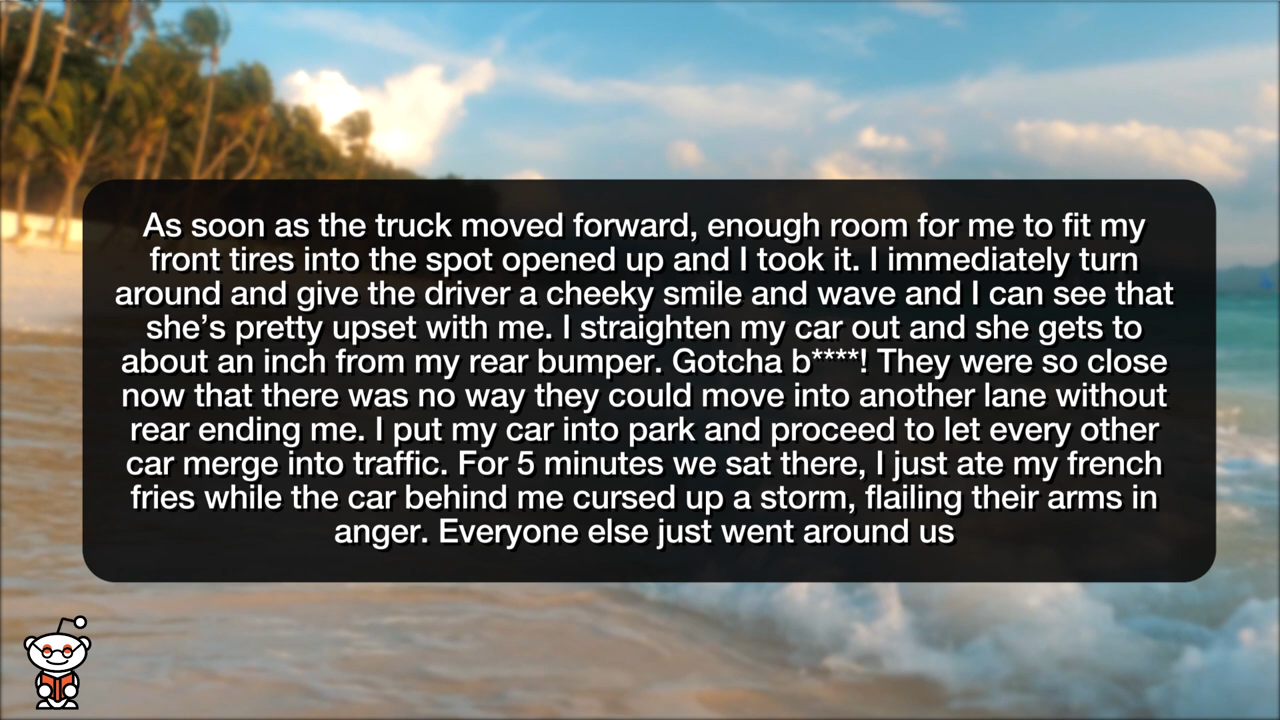 As soon as the truck moved forward, enough room for me to fit my
front tires into the spot opened up and I took it. I immediately turn
around and give the driver a cheeky smile and wave and I can see that
she’s pretty upset with me. I straighten my car out and she gets to
about an inch from my rear bumper. Gotcha b****! They were so close
now that there was no way they could move into another lane without
rear ending me. I put my car into park and proceed to let every other
car merge into traffic. For 5 minutes we sat there, I just ate my french
fries while the car behind me cursed up a storm, flailing their arms in
anger. Everyone else just went around us